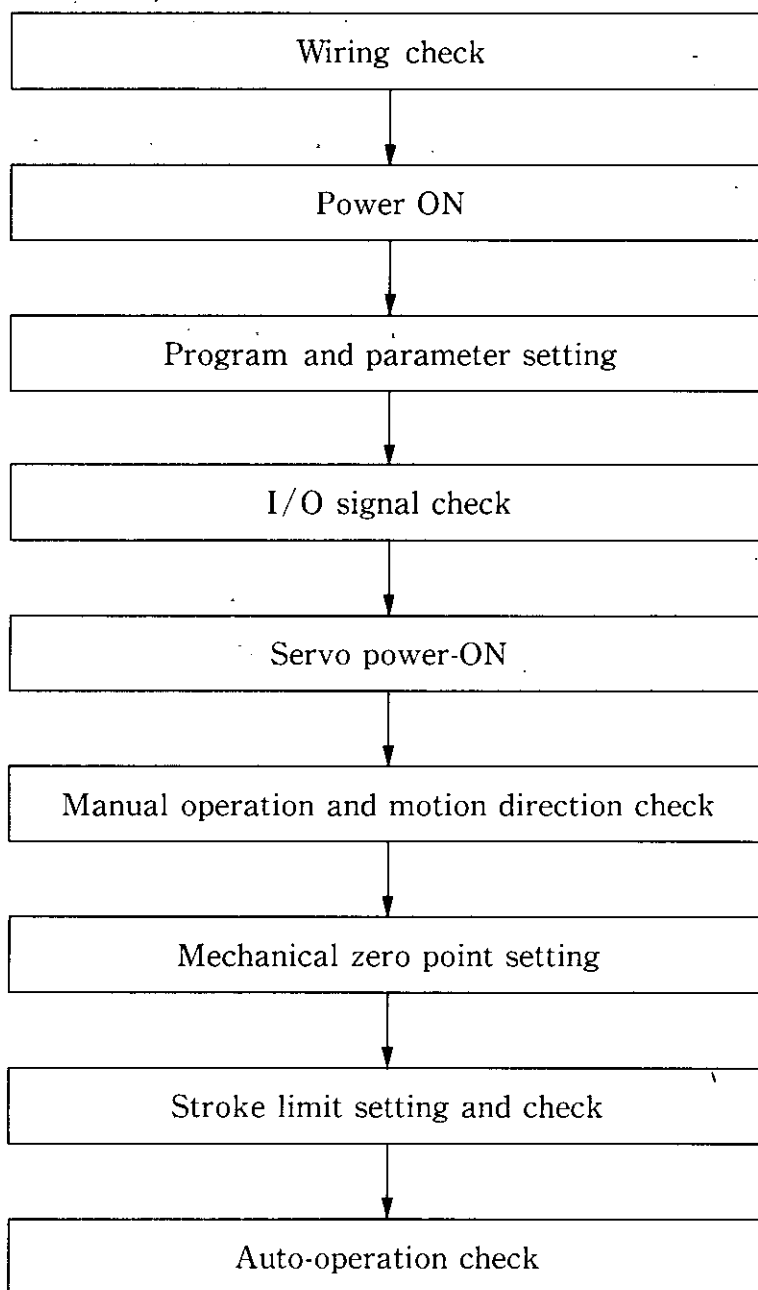 Wiring check
Power ON
Program and parameter setting
I/O signal check
Servo power-ON
Manual operation and motion direction check
Mechanical zero point setting
Stroke limit setting and check
Auto-operation check